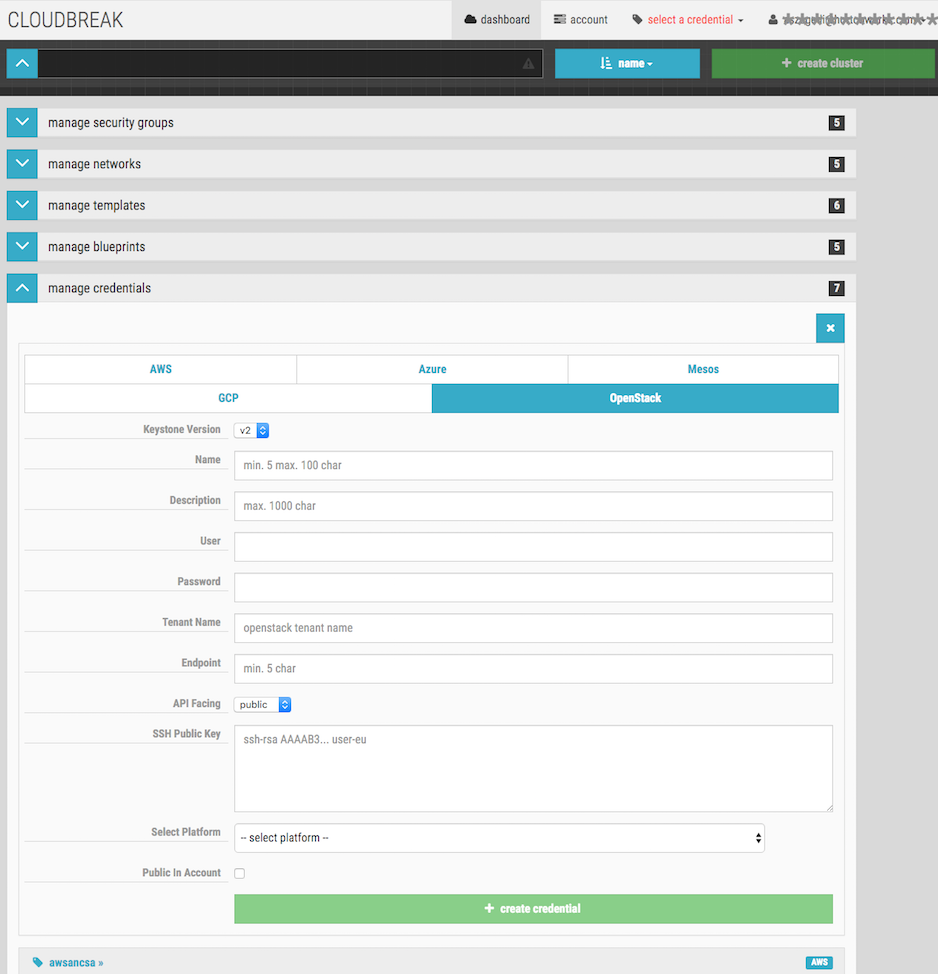 CLOUDBREAK
dashboard
account
select a credential
name
+ create cluster
manage security groups
5
manage networks
5
manage templates
6
manage blueprints
5
manage credentials
7
AWS
Azure
Mesos
GCP
OpenStack
Keystone Version
v2
Name
min. 5 max. 100 char
Description
max. 1000 char
User
Password
Tenant Name
openstack tenant name
Endpoint
min. 5 char
API Facing
public
SSH Public Key
ssh-rsa AAAAB3... user-eu
Select Platform
-- select platform --
Public In Account
+ create credential
awsancsa »
AWS